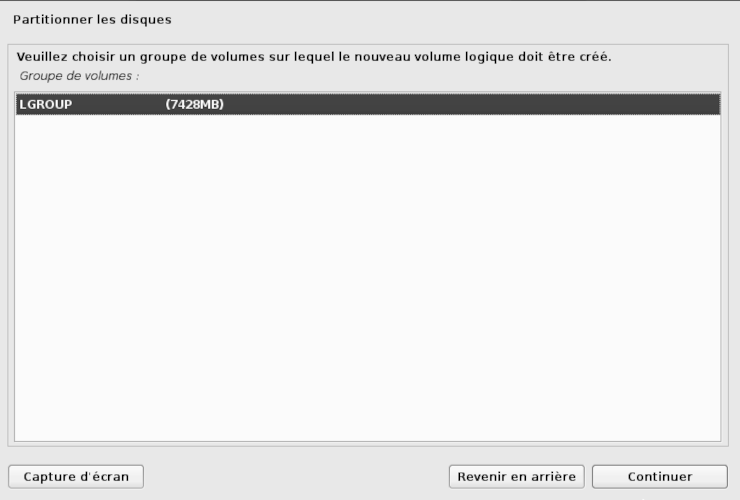 Partitionner les disques
Veuillez choisir un groupe de volumes sur lequel le nouveau volume logique doit être créé.
Groupe de volumes :
LGROUP (7428MB)
Capture d'écran
Revenir en arrière
Continuer